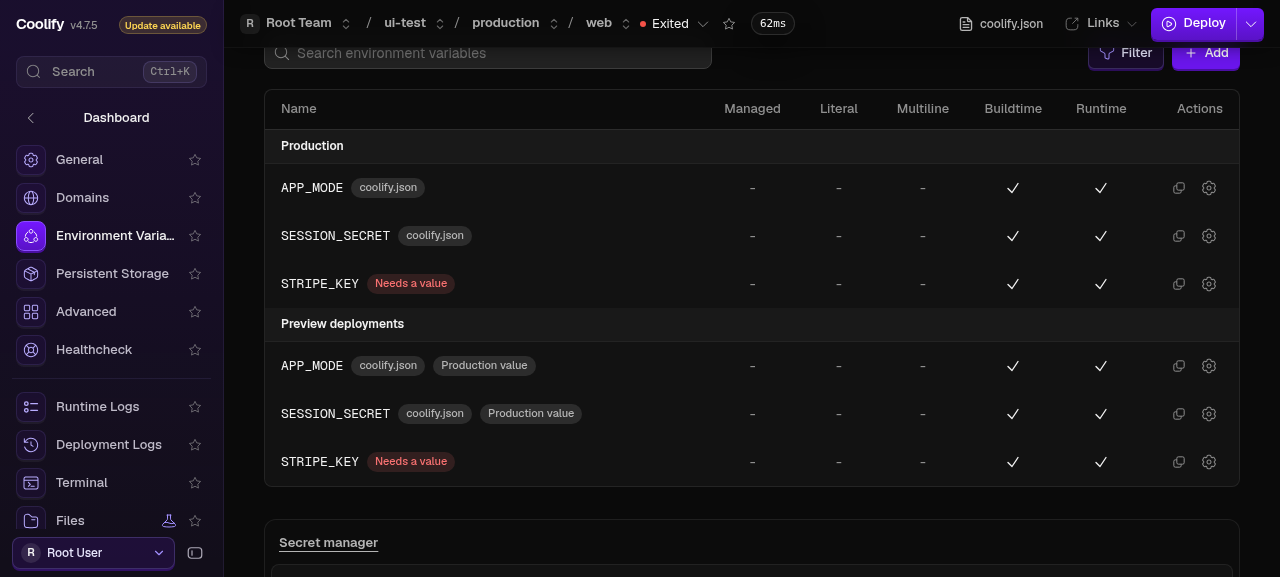 Coolify v4.7.5 Update available
R Root Team / ui-test / production / web Exited 62ms coolify.json Links Deploy
Search Ctrl+K
Dashboard
General
Domains
Environment Varia...
Persistent Storage
Advanced
Healthcheck
Runtime Logs
Deployment Logs
Terminal
Files
R Root User
Search environment variables Filter + Add
Name Managed Literal Multiline Buildtime Runtime Actions
Production
APP_MODE coolify.json - - -
SESSION_SECRET coolify.json - - -
STRIPE_KEY Needs a value - - -
Preview deployments
APP_MODE coolify.json Production value - - -
SESSION_SECRET coolify.json Production value - - -
STRIPE_KEY Needs a value - - -
Secret manager